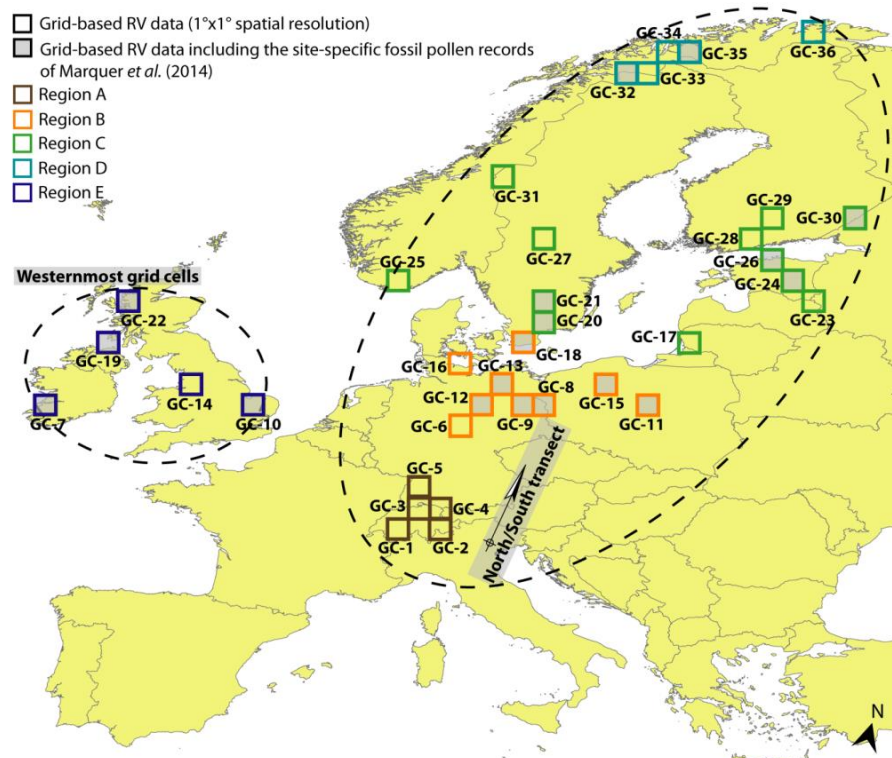 Grid-based RV data (1°x1° spatial resolution)
Grid-based RV data including the site-specific fossil pollen records
of Marquer et al. (2014)
Region A
Region B
Region C
Region D
Region E
GC-34
GC-35
GC-36
GC-32
GC-33
GC-31
GC-29
GC-30
GC-28
GC-27
GC-25
GC-26
GC-24
GC-23
Westernmost grid cells
GC-22
GC-21
GC-20
GC-19
GC-18
GC-17
GC-16
GC-13
GC-14
GC-12
GC-8
GC-15
GC-7
GC-10
GC-6
GC-9
GC-11
GC-5
GC-3
GC-4
GC-1
GC-2
North/South transect
N